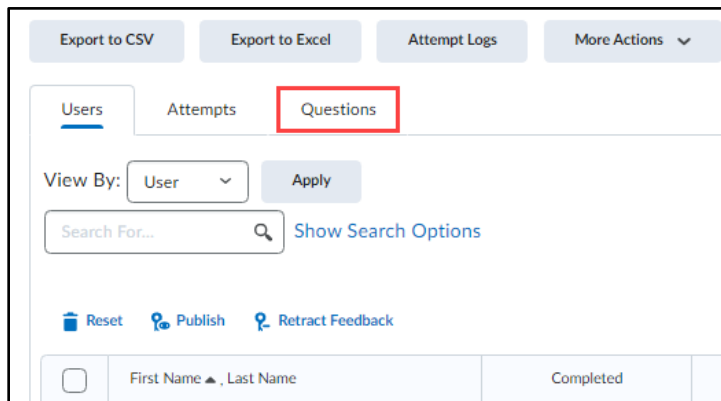 Export to CSV Export to Excel Attempt Logs More Actions
Users Attempts Questions
View By: User Apply
Search For... Show Search Options
Reset Publish Retract Feedback
First Name , Last Name Completed